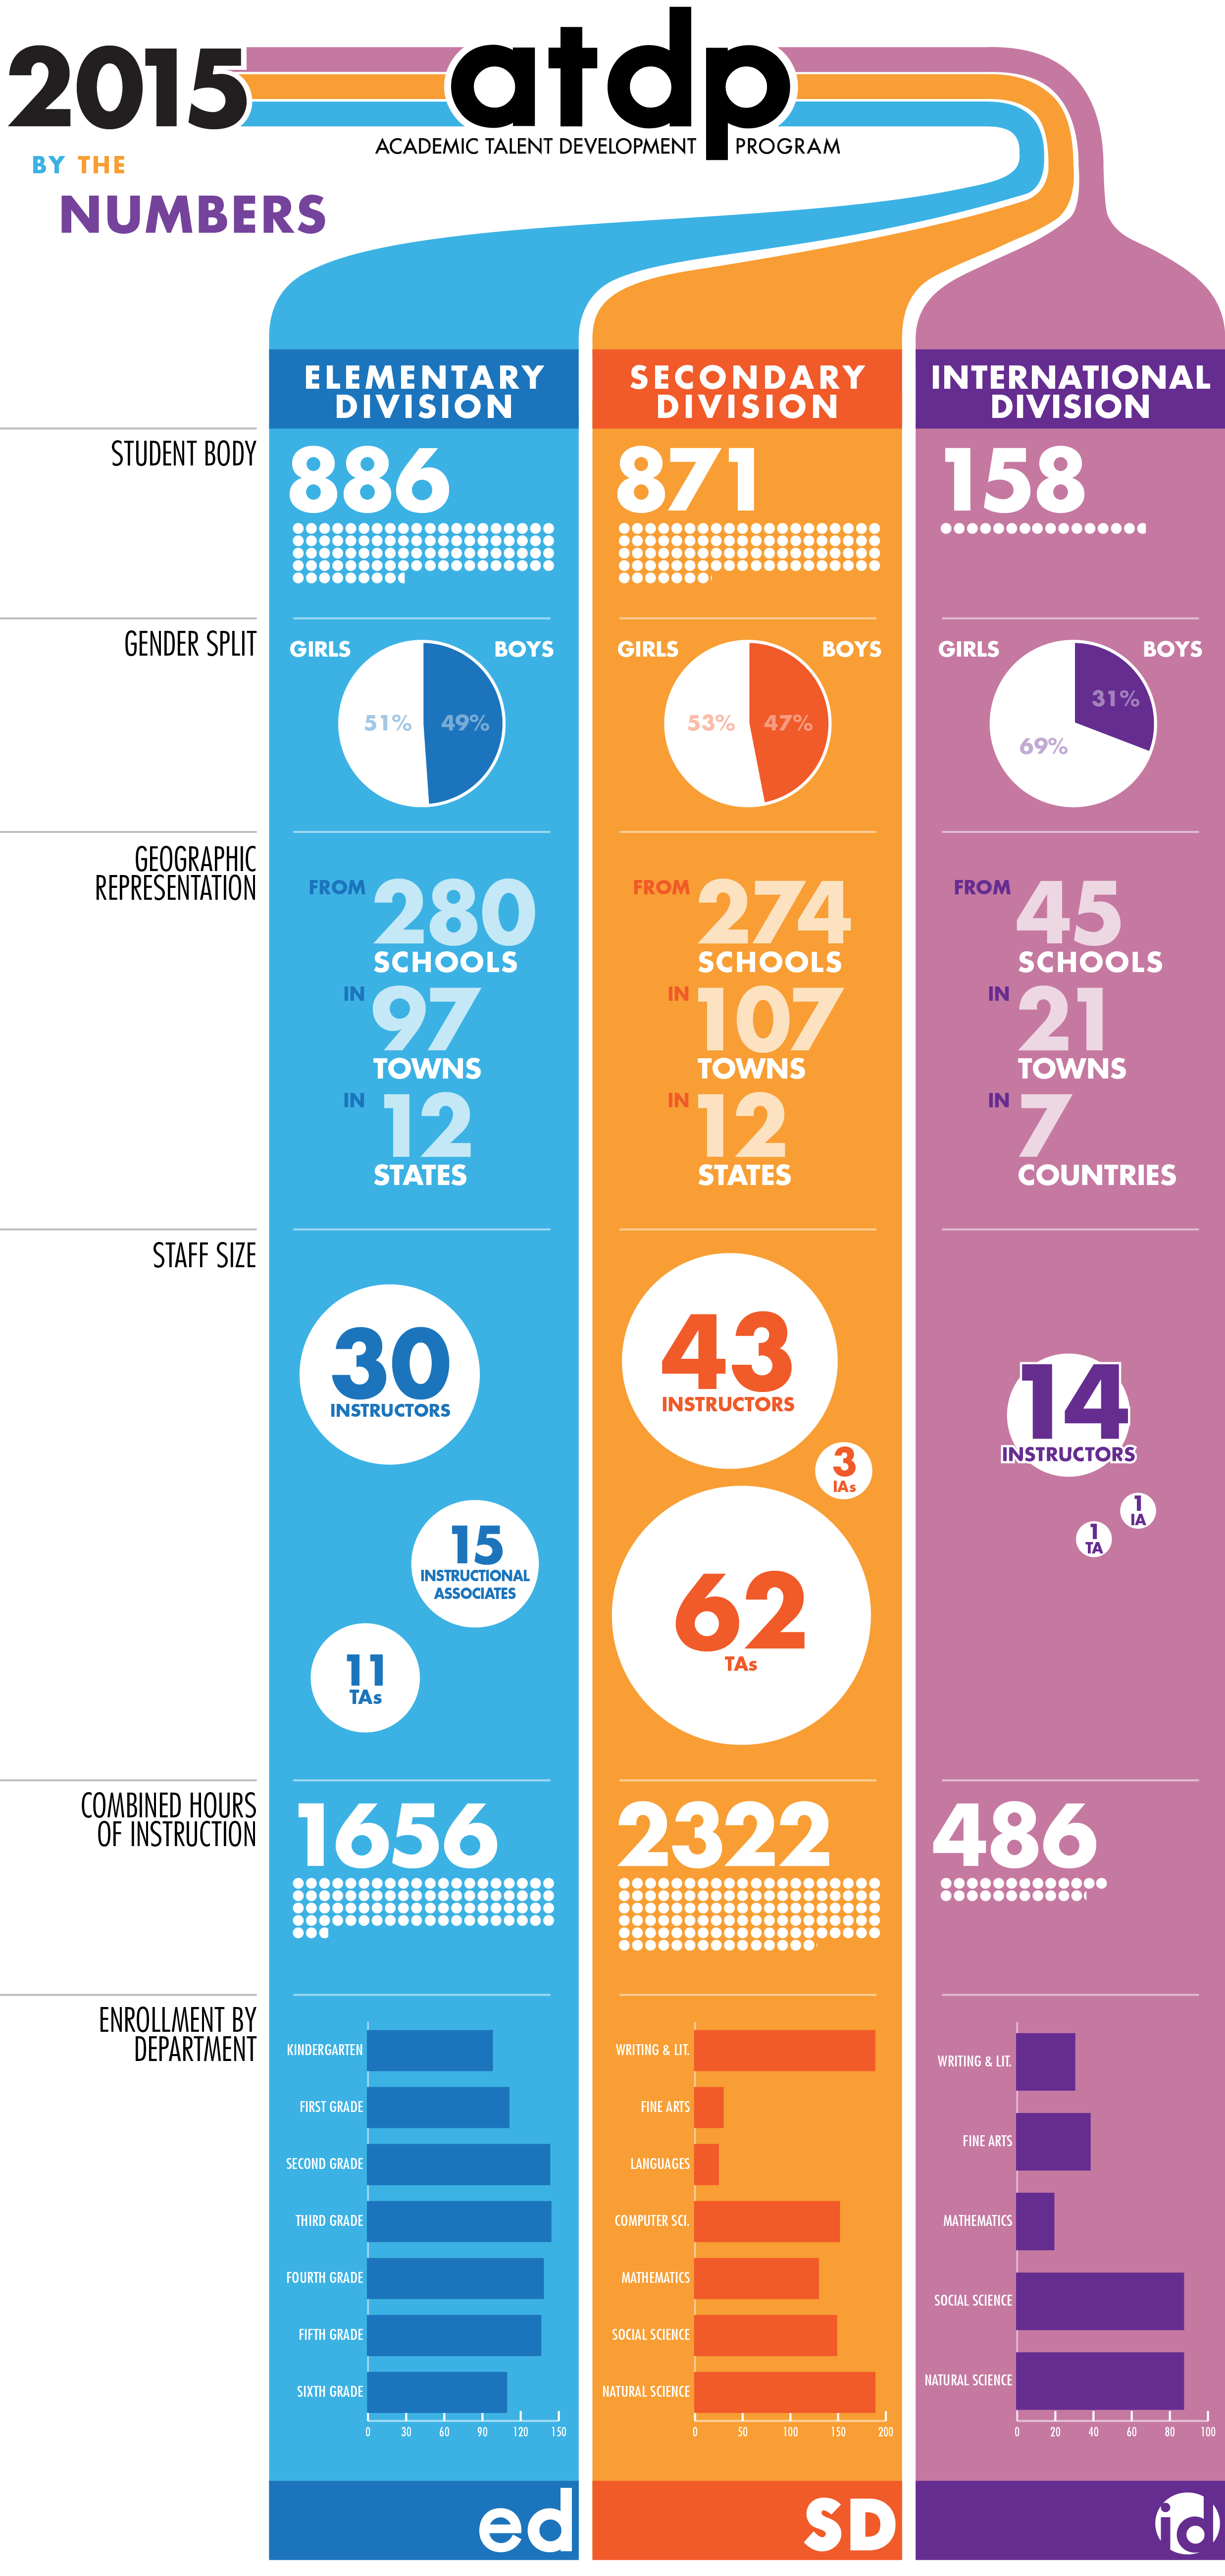 2015
atdp
ACADEMIC TALENT DEVELOPMENT PROGRAM
BY THE
NUMBERS
ELEMENTARY
DIVISION
SECONDARY
DIVISION
INTERNATIONAL
DIVISION
STUDENT BODY
886
871
158
GENDER SPLIT
GIRLS
BOYS
51%
49%
GIRLS
BOYS
53%
47%
GIRLS
BOYS
31%
69%
GEOGRAPHIC
REPRESENTATION
FROM 280
SCHOOLS
IN 97
TOWNS
IN 12
STATES
FROM 274
SCHOOLS
IN 107
TOWNS
IN 12
STATES
FROM 45
SCHOOLS
IN 21
TOWNS
IN 7
COUNTRIES
STAFF SIZE
30
INSTRUCTORS
15
INSTRUCTIONAL
ASSOCIATES
11
TAs
43
INSTRUCTORS
3
IAs
62
TAs
14
INSTRUCTORS
1
IA
1
TA
COMBINED HOURS
OF INSTRUCTION
1656
2322
486
ENROLLMENT BY
DEPARTMENT
KINDERGARTEN
FIRST GRADE
SECOND GRADE
THIRD GRADE
FOURTH GRADE
FIFTH GRADE
SIXTH GRADE
0 30 60 90 120 150
WRITING & LIT.
FINE ARTS
LANGUAGES
COMPUTER SCI.
MATHEMATICS
SOCIAL SCIENCE
NATURAL SCIENCE
0 50 100 150 200
WRITING & LIT.
FINE ARTS
MATHEMATICS
SOCIAL SCIENCE
NATURAL SCIENCE
0 20 40 60 80 100
ed
SD
id